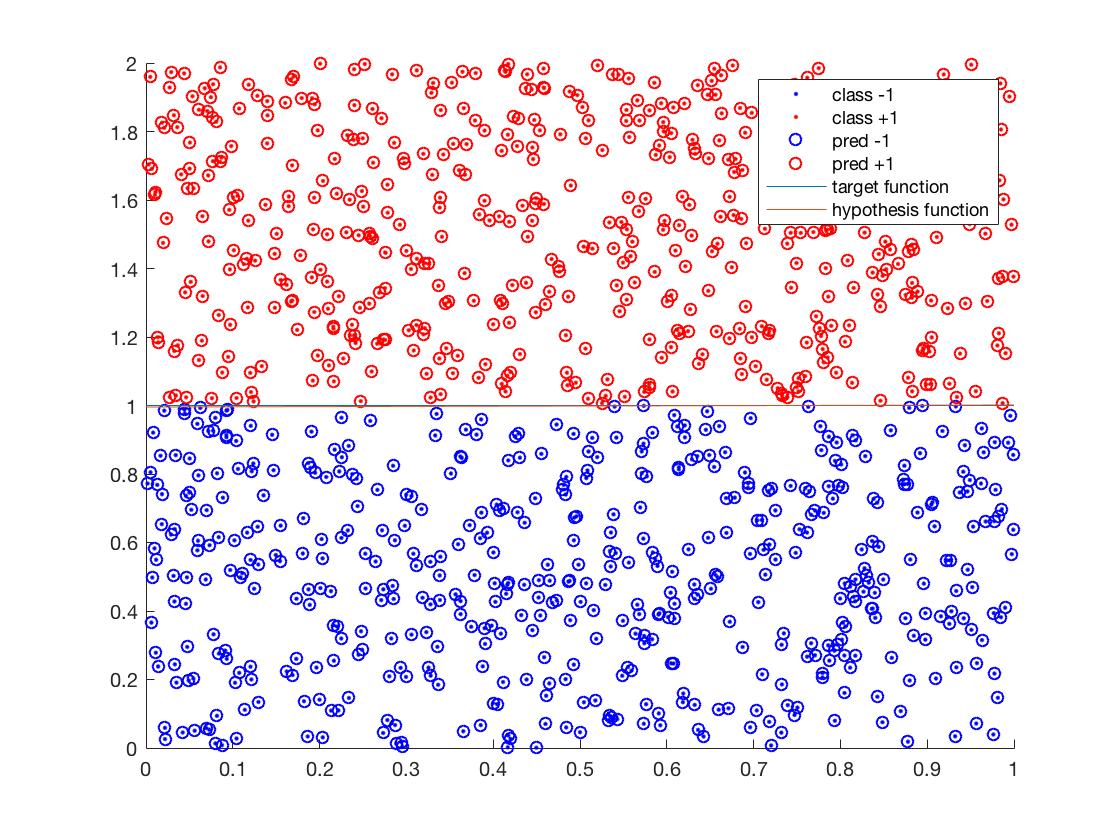 2
1.8
1.6
1.4
1.2
1
0.8
0.6
0.4
0.2
0
0 0.1 0.2 0.3 0.4 0.5 0.6 0.7 0.8 0.9 1
class -1
class +1
pred -1
pred +1
target function
hypothesis function